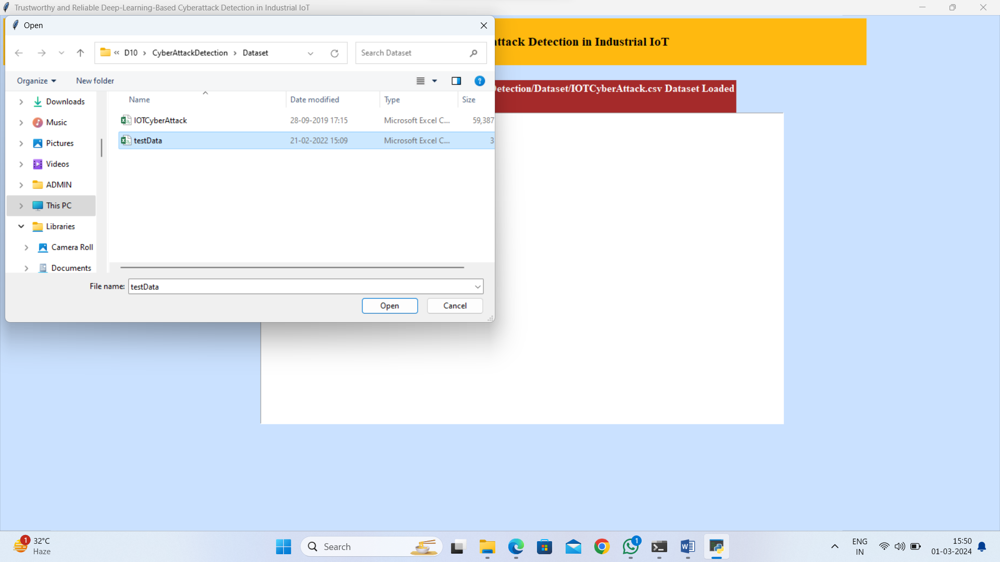 Trustworthy and Reliable Deep-Learning-Based Cyberattack Detection in Industrial IoT
Open
ttack Detection in Industrial IoT
« D10 > CyberAttackDetection > Dataset
Search Dataset
Organize
New folder
etection/Dataset/IOTCyberAttack.csv Dataset Loaded
Name
Date modified
Type
Size
Downloads
Music
Pictures
Videos
ADMIN
This PC
Libraries
Camera Roll
Documents
IOTCyberAttack 28-09-2019 17:15 Microsoft Excel C... 59,387
testData 21-02-2022 15:09 Microsoft Excel C... 3
File name: testData
Open
Cancel
1
32°C
Haze
Search
1
ENG
IN
15:50
01-03-2024